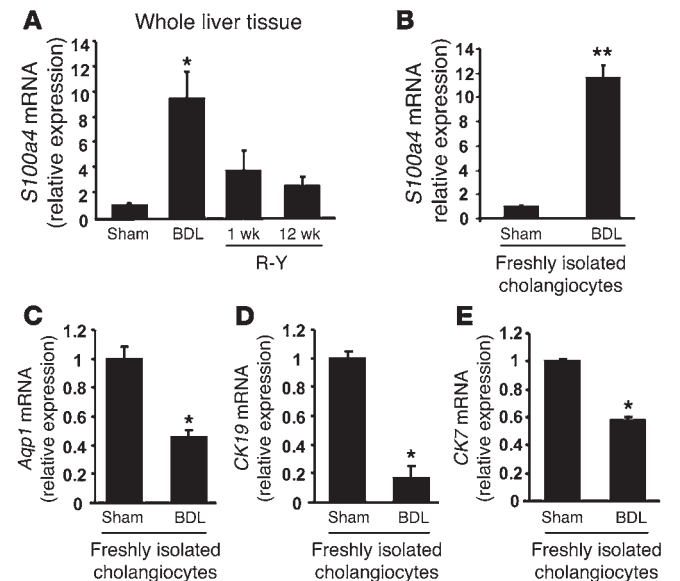 A
Whole liver tissue
S100a4 mRNA
(relative expression)
14
12
10
8
6
4
2
0
*
Sham BDL 1 wk 12 wk
R-Y
B
S100a4 mRNA
relative expression)
14
12
10
8
6
4
2
0
**
Sham BDL
Freshly isolated
cholangiocytes
C
Aqp1 mRNA
(relative expression)
1.2
1
0.8
0.6
0.4
0.2
0
*
Sham BDL
Freshly isolated
cholangiocytes
D
CK19 mRNA
(relative expression)
1.2
1
0.8
0.6
0.4
0.2
0
*
Sham BDL
Freshly isolated
cholangiocytes
E
CK7 mRNA
(relative expression)
1.2
1
0.8
0.6
0.4
0.2
0
*
Sham BDL
Freshly isolated
cholangiocytes